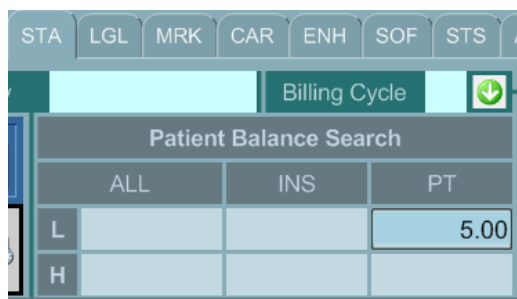 STA LGL MRK CAR ENH SOF STS
Billing Cycle
Patient Balance Search
ALL INS PT
L 5.00
H